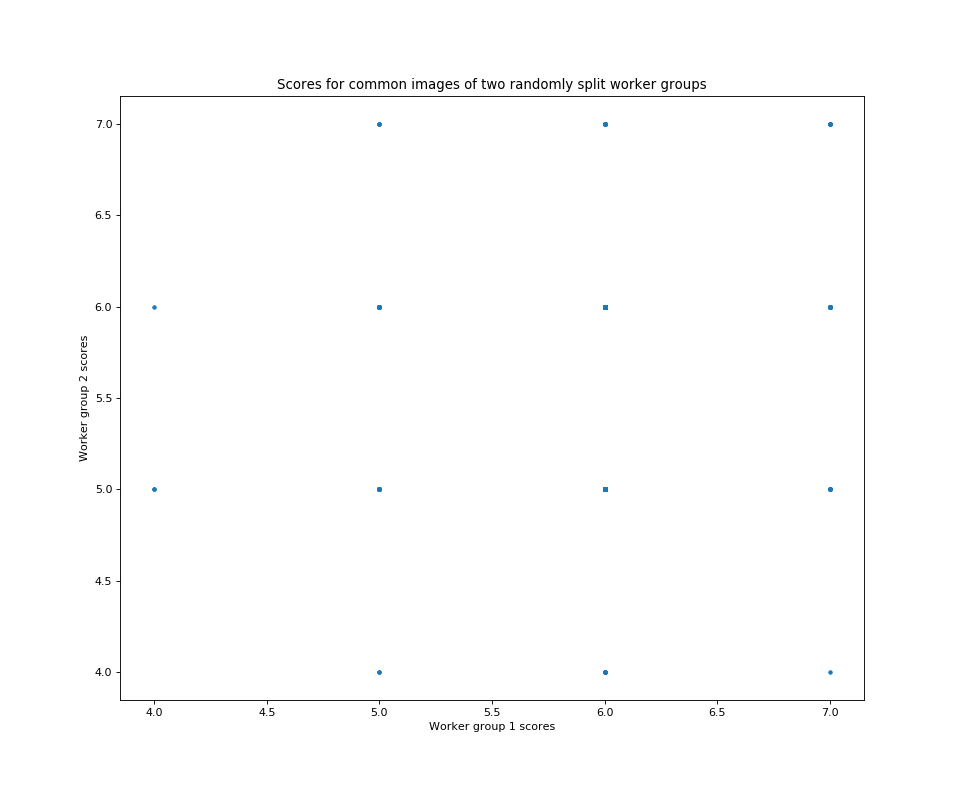 Scores for common images of two randomly split worker groups
7.0
6.5
6.0
5.5
5.0
4.5
4.0
Worker group 2 scores
4.0 4.5 5.0 5.5 6.0 6.5 7.0
Worker group 1 scores